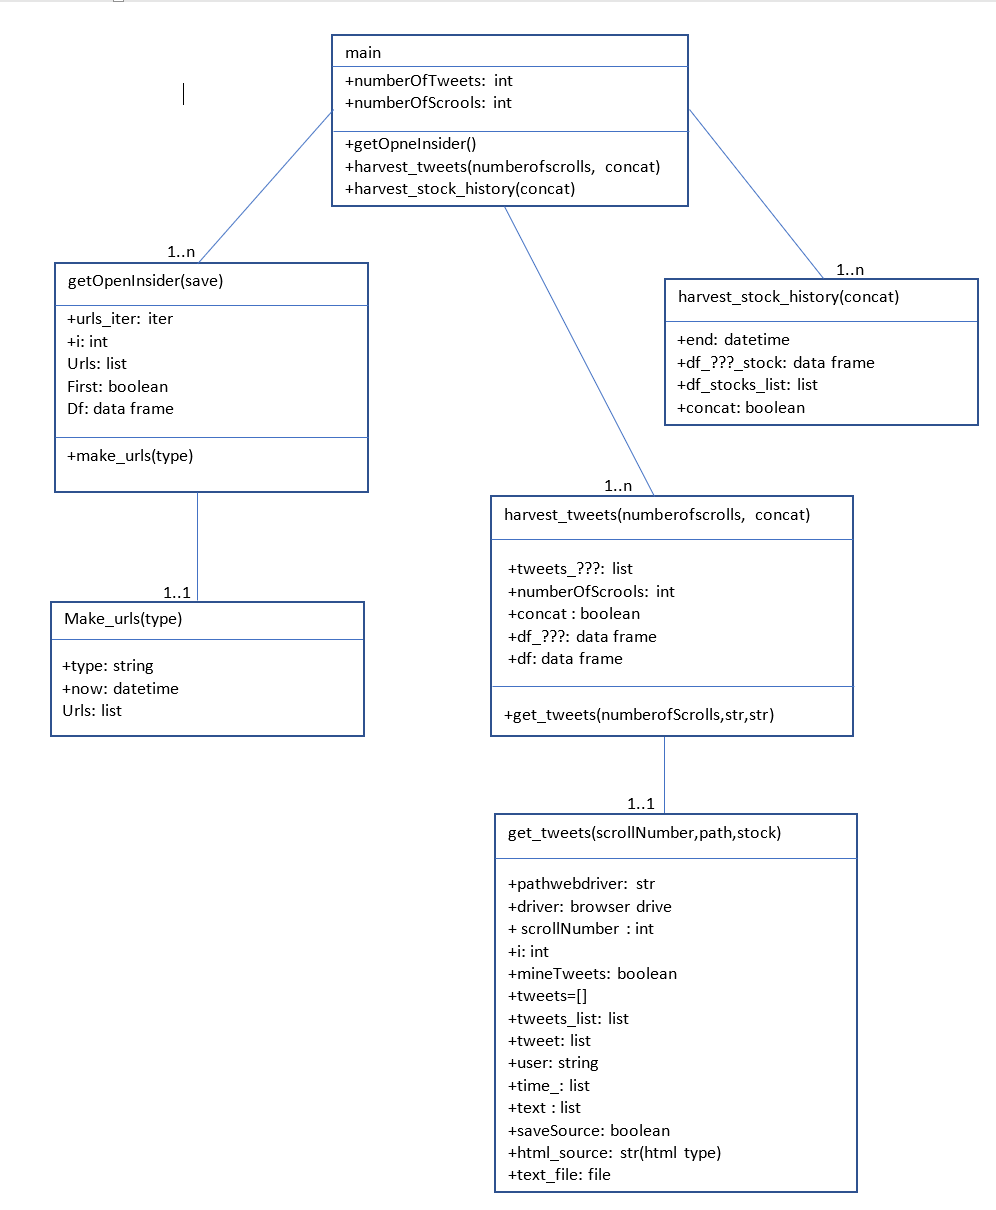 main
+numberOfTweets: int
+numberOfScrools: int
+getOpneInsider()
+harvest_tweets(numberofscrolls, concat)
+harvest_stock_history(concat)
1..n
getOpenInsider(save)
+urls_iter: iter
+i: int
Urls: list
First: boolean
Df: data frame
+make_urls(type)
1..n
harvest_stock_history(concat)
+end: datetime
+df_???_stock: data frame
+df_stocks_list: list
+concat: boolean
1..n
harvest_tweets(numberofscrolls, concat)
+tweets_???: list
+numberOfScrools: int
+concat : boolean
+df_???: data frame
+df: data frame
+get_tweets(numberofScrolls,str,str)
1..1
Make_urls(type)
+type: string
+now: datetime
Urls: list
1..1
get_tweets(scrollNumber,path,stock)
+pathwebdriver: str
+driver: browser drive
+ scrollNumber : int
+i: int
+mineTweets: boolean
+tweets=[]
+tweets_list: list
+tweet: list
+user: string
+time_: list
+text : list
+saveSource: boolean
+html_source: str(html type)
+text_file: file